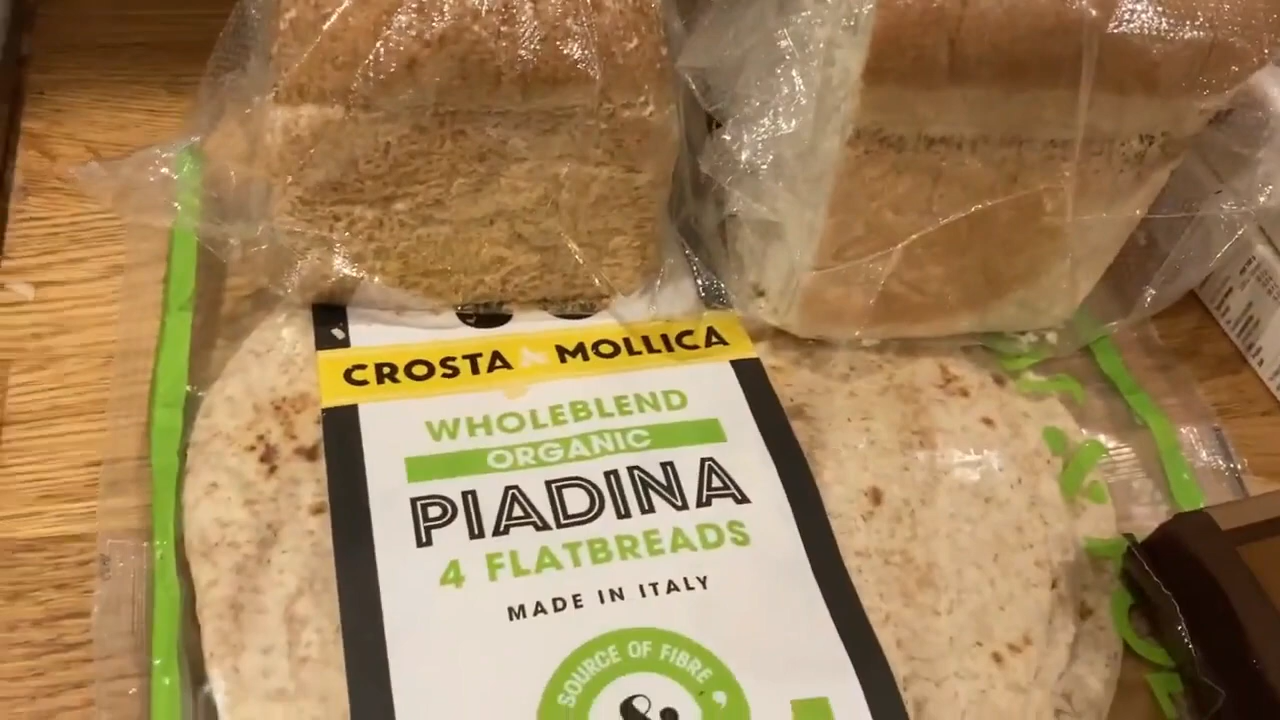 CROSTA & MOLLICA
WHOLEBLEND
ORGANIC
PIADINA
4 FLATBREADS
MADE IN ITALY
SOURCE OF FIBRE
&